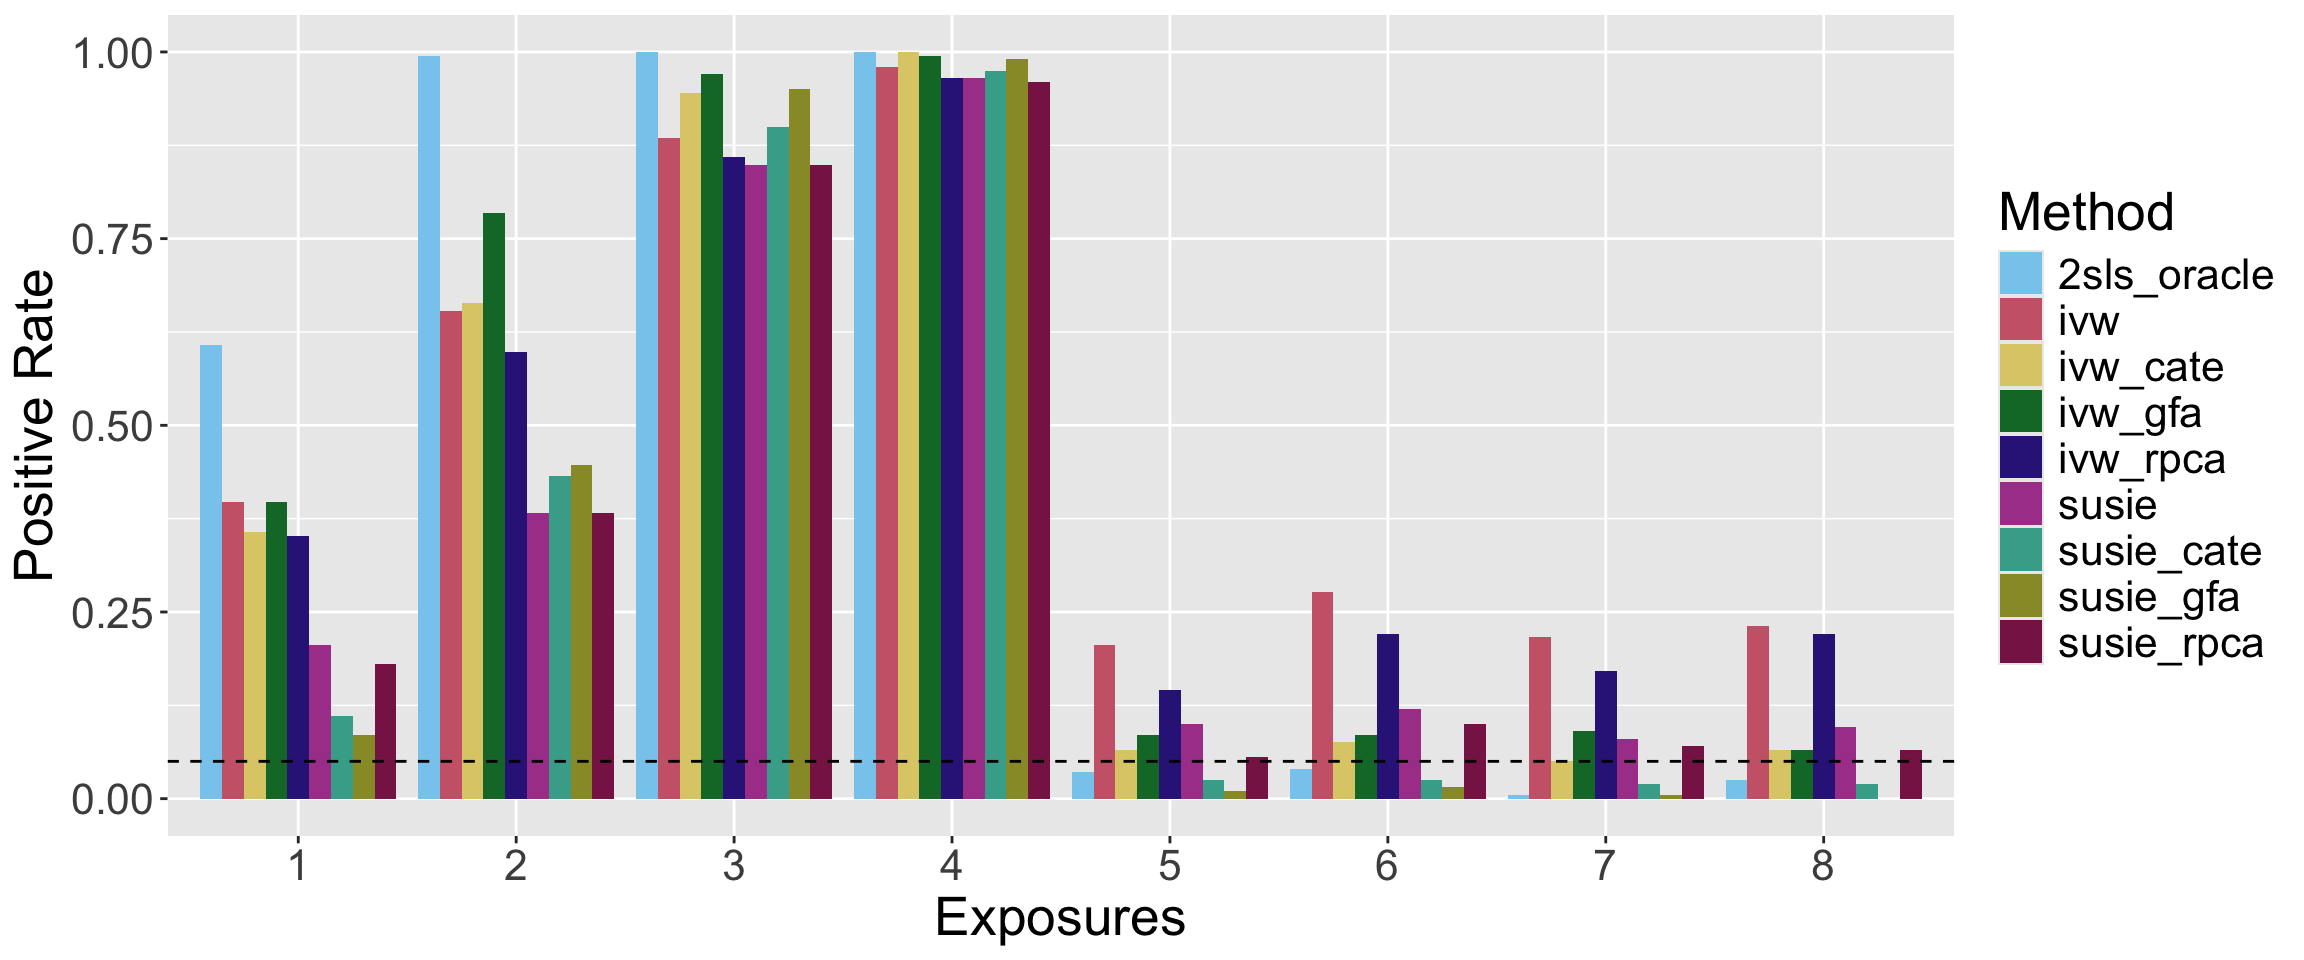 1.00
0.75
0.50
0.25
0.00
Positive Rate
1 2 3 4 5 6 7 8
Exposures
Method
2sls_oracle
ivw
ivw_cate
ivw_gfa
ivw_rpca
susie
susie_cate
susie_gfa
susie_rpca